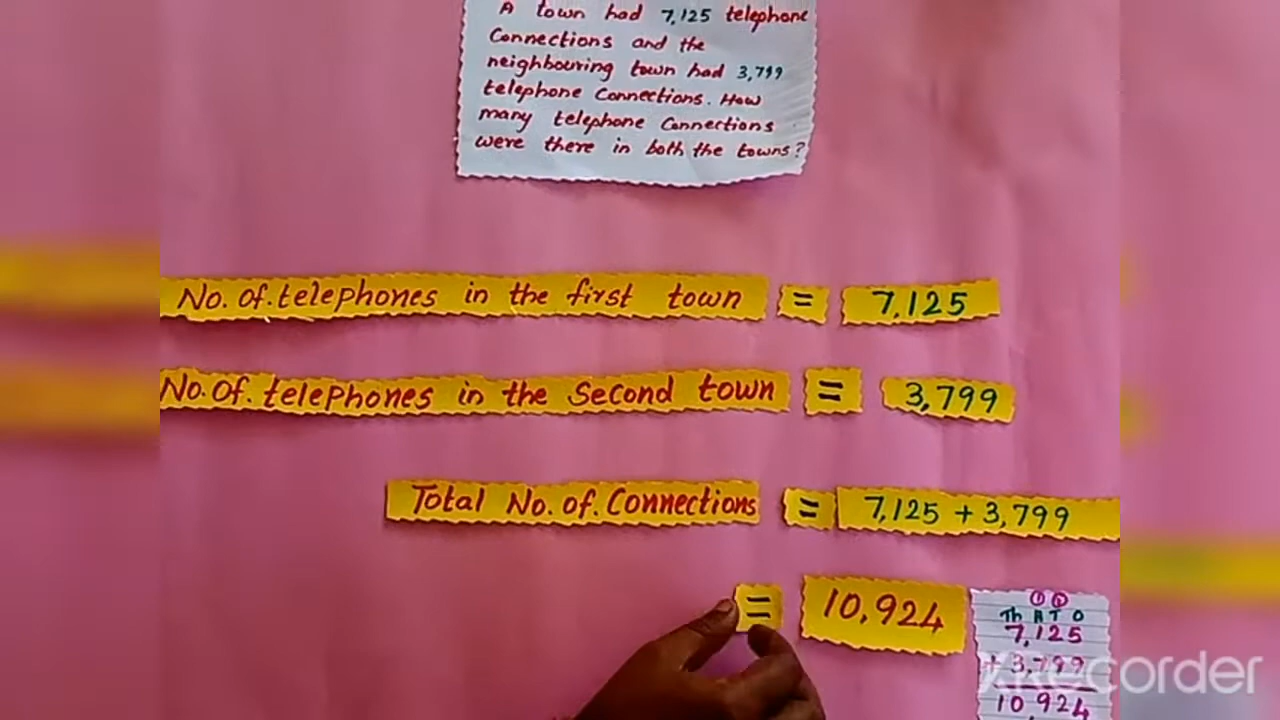 A town had 7,125 telephone
Connections and the
neighbouring town had 3,799
telephone Connections. How
many telephone Connections
were there in both the towns?
No. of. telephones in the first town = 7,125
No. Of. telephones in the Second town = 3,799
Total No. of. Connections = 7,125 + 3,799
= 10,924
1 1
Th H T O
7,125
+ 3,799
10 924
XRecorder